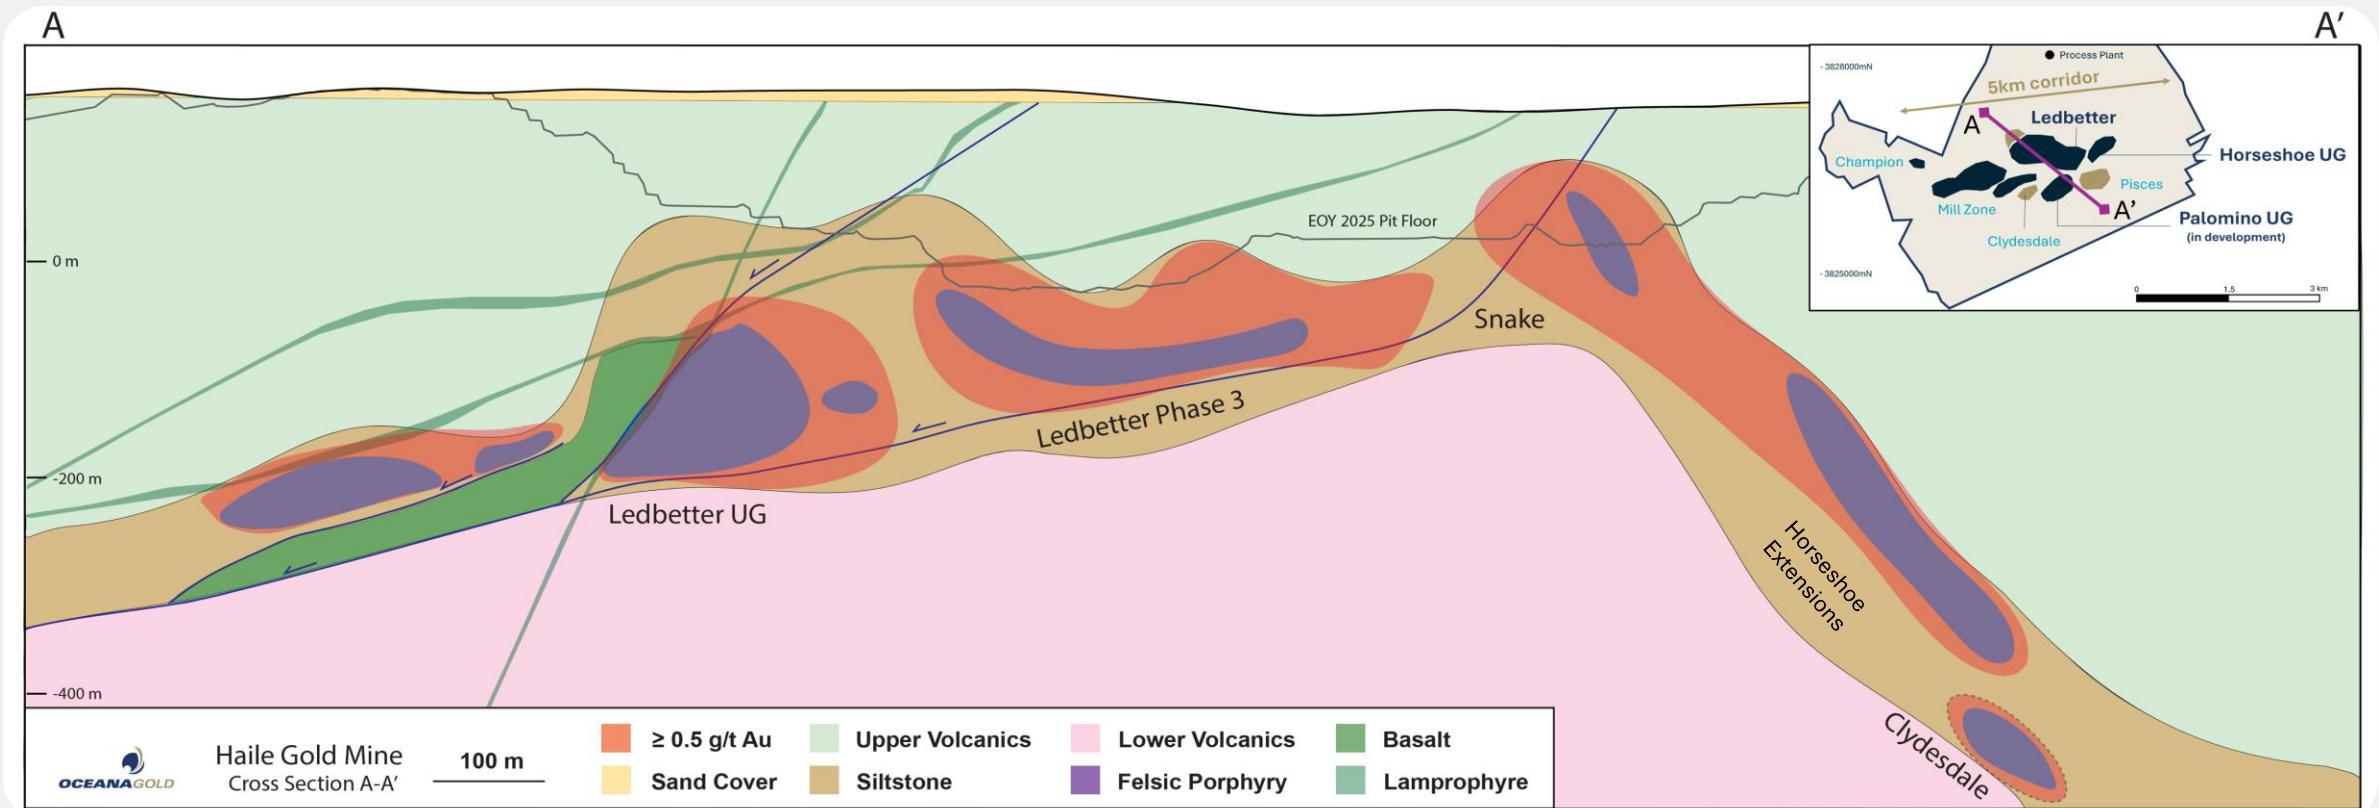 A
A’
- 3828000mN
Process Plant
5km corridor
A
Ledbetter
Horseshoe UG
Champion
Pisces
Mill Zone
A’
Palomino UG
(in development)
Clydesdale
- 3825000mN
0 1.5 3 km
EOY 2025 Pit Floor
0 m
Snake
Ledbetter Phase 3
-200 m
Ledbetter UG
Horseshoe
Extensions
-400 m
Clydesdale
OCEANAGOLD
Haile Gold Mine
Cross Section A-A’
100 m
≥ 0.5 g/t Au
Upper Volcanics
Lower Volcanics
Basalt
Sand Cover
Siltstone
Felsic Porphyry
Lamprophyre